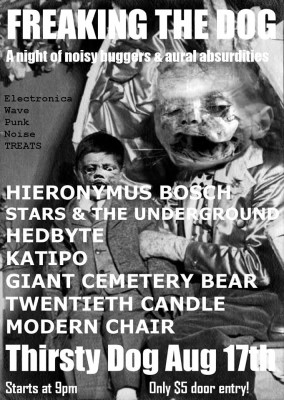 FREAKING THE DOG
A night of noisy buggers & aural absurdities
Electronica
Wave
Punk
Noise
TREATS
HIERONYMUS BOSCH
STARS & THE UNDERGROUND
HEDBYTE
KATIPO
GIANT CEMETERY BEAR
TWENTIETH CANDLE
MODERN CHAIR
Thirsty Dog Aug 17th
Starts at 9pm Only $5 door entry!